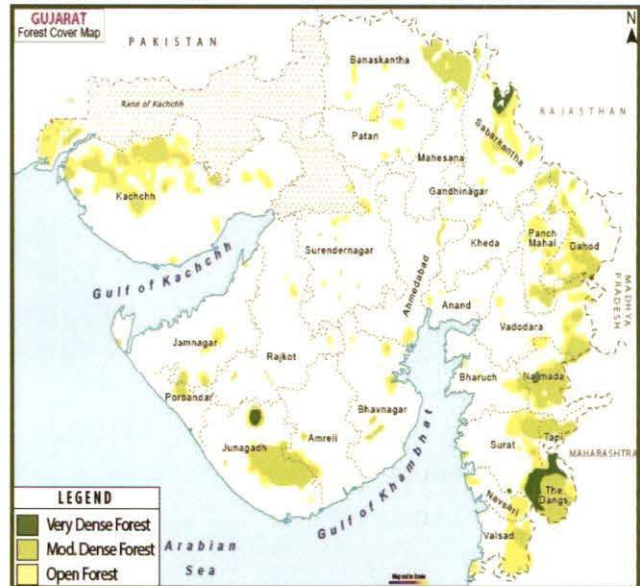 GUJARAT
Forest Cover Map
N
PAKISTAN
RAJASTHAN
Rann of Kachchh
Banaskantha
Patan
Sabarkantha
Mahesana
Gandhinagar
Kachchh
Gulf of Kachchh
Surendernagar
Ahmedabad
Kheda
Panch
Mahal
Dahod
MADHYA
PRADESH
Anand
Vadodara
Jamnagar
Rajkot
Porbandar
Junagadh
Amreli
Bhavnagar
Bharuch
Narmada
Gulf of Khambhat
Surat
Tapi
MAHARASHTRA
The
Dangs
Navsari
Valsad
Arabian
Sea
LEGEND
Very Dense Forest
Mod. Dense Forest
Open Forest